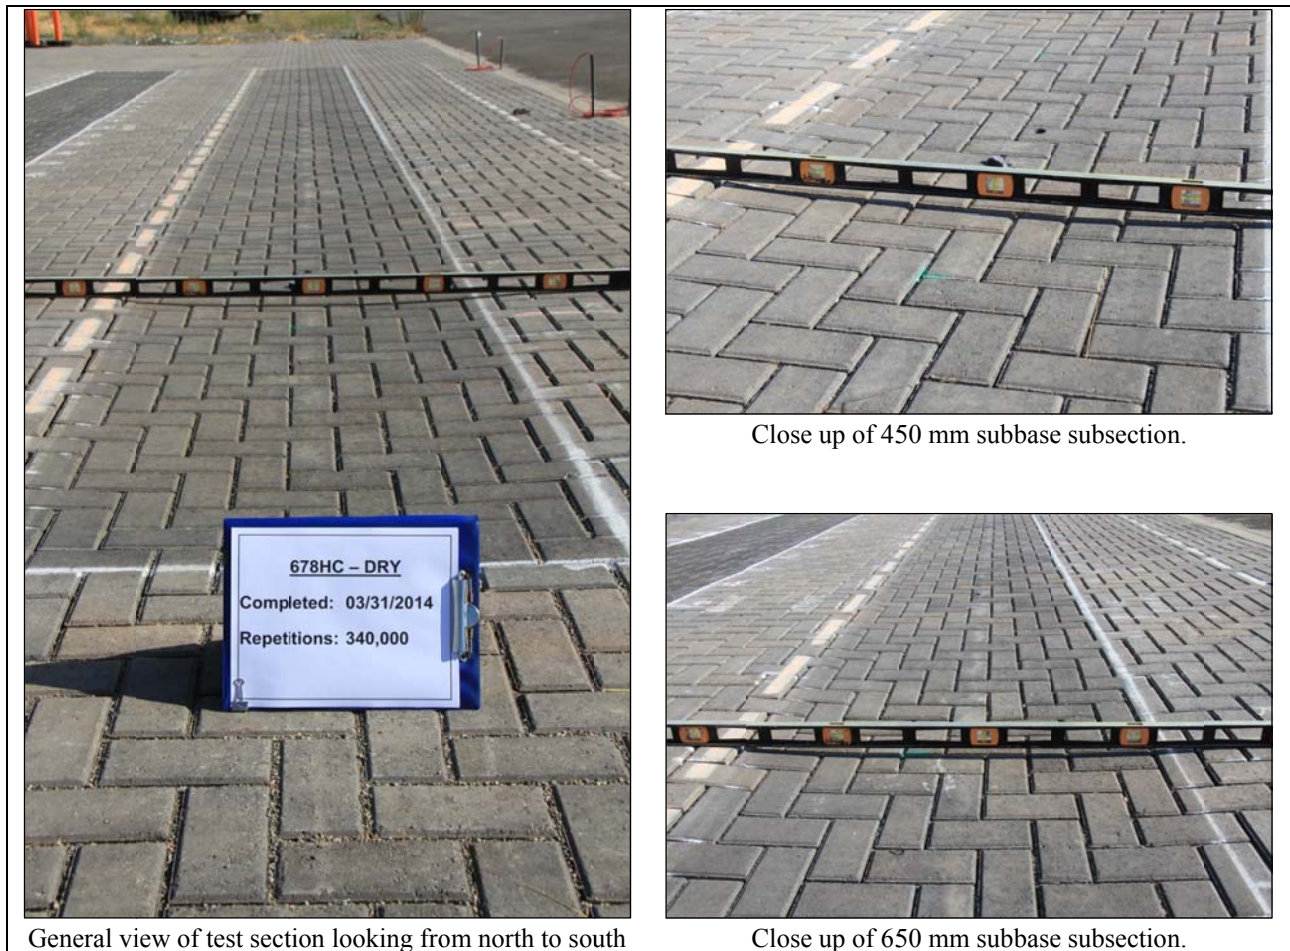 678HC – DRY
Completed: 03/31/2014
Repetitions: 340,000
General view of test section looking from north to south
Close up of 450 mm subbase subsection.
Close up of 650 mm subbase subsection.